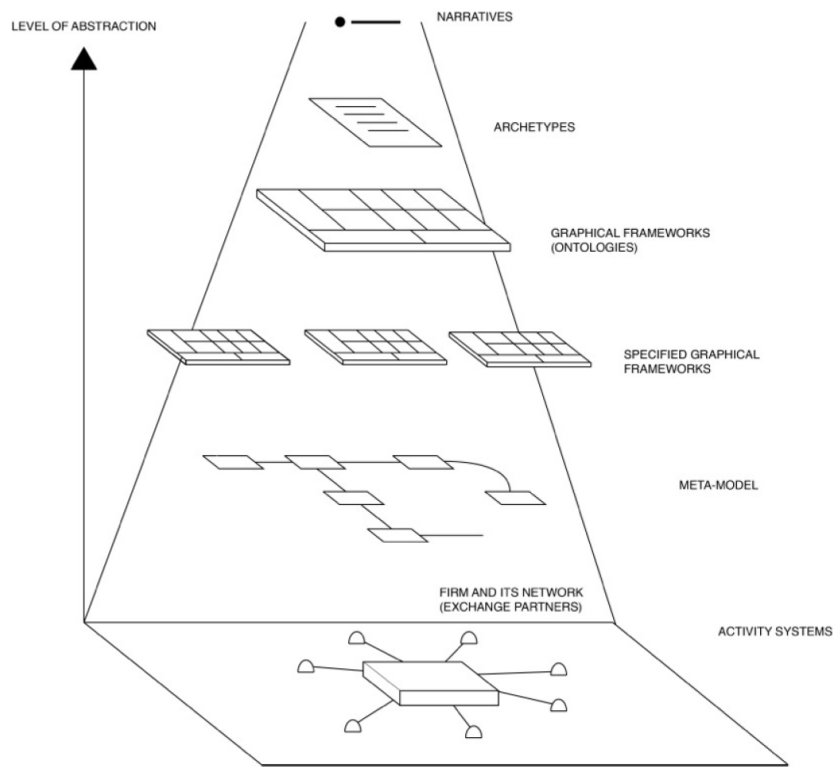 LEVEL OF ABSTRACTION
NARRATIVES
ARCHETYPES
GRAPHICAL FRAMEWORKS
(ONTOLOGIES)
SPECIFIED GRAPHICAL
FRAMEWORKS
META-MODEL
FIRM AND ITS NETWORK
(EXCHANGE PARTNERS)
ACTIVITY SYSTEMS